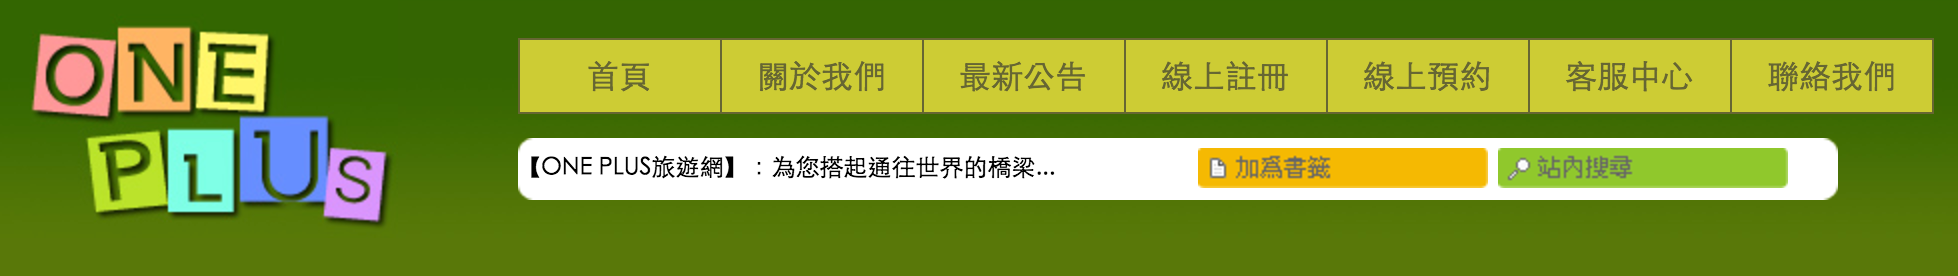 ONE
PLUS
首頁 關於我們 最新公告 線上註冊 線上預約 客服中心 聯絡我們
【ONE PLUS旅遊網】：為您搭起通往世界的橋梁... 加爲書籤 站內搜尋